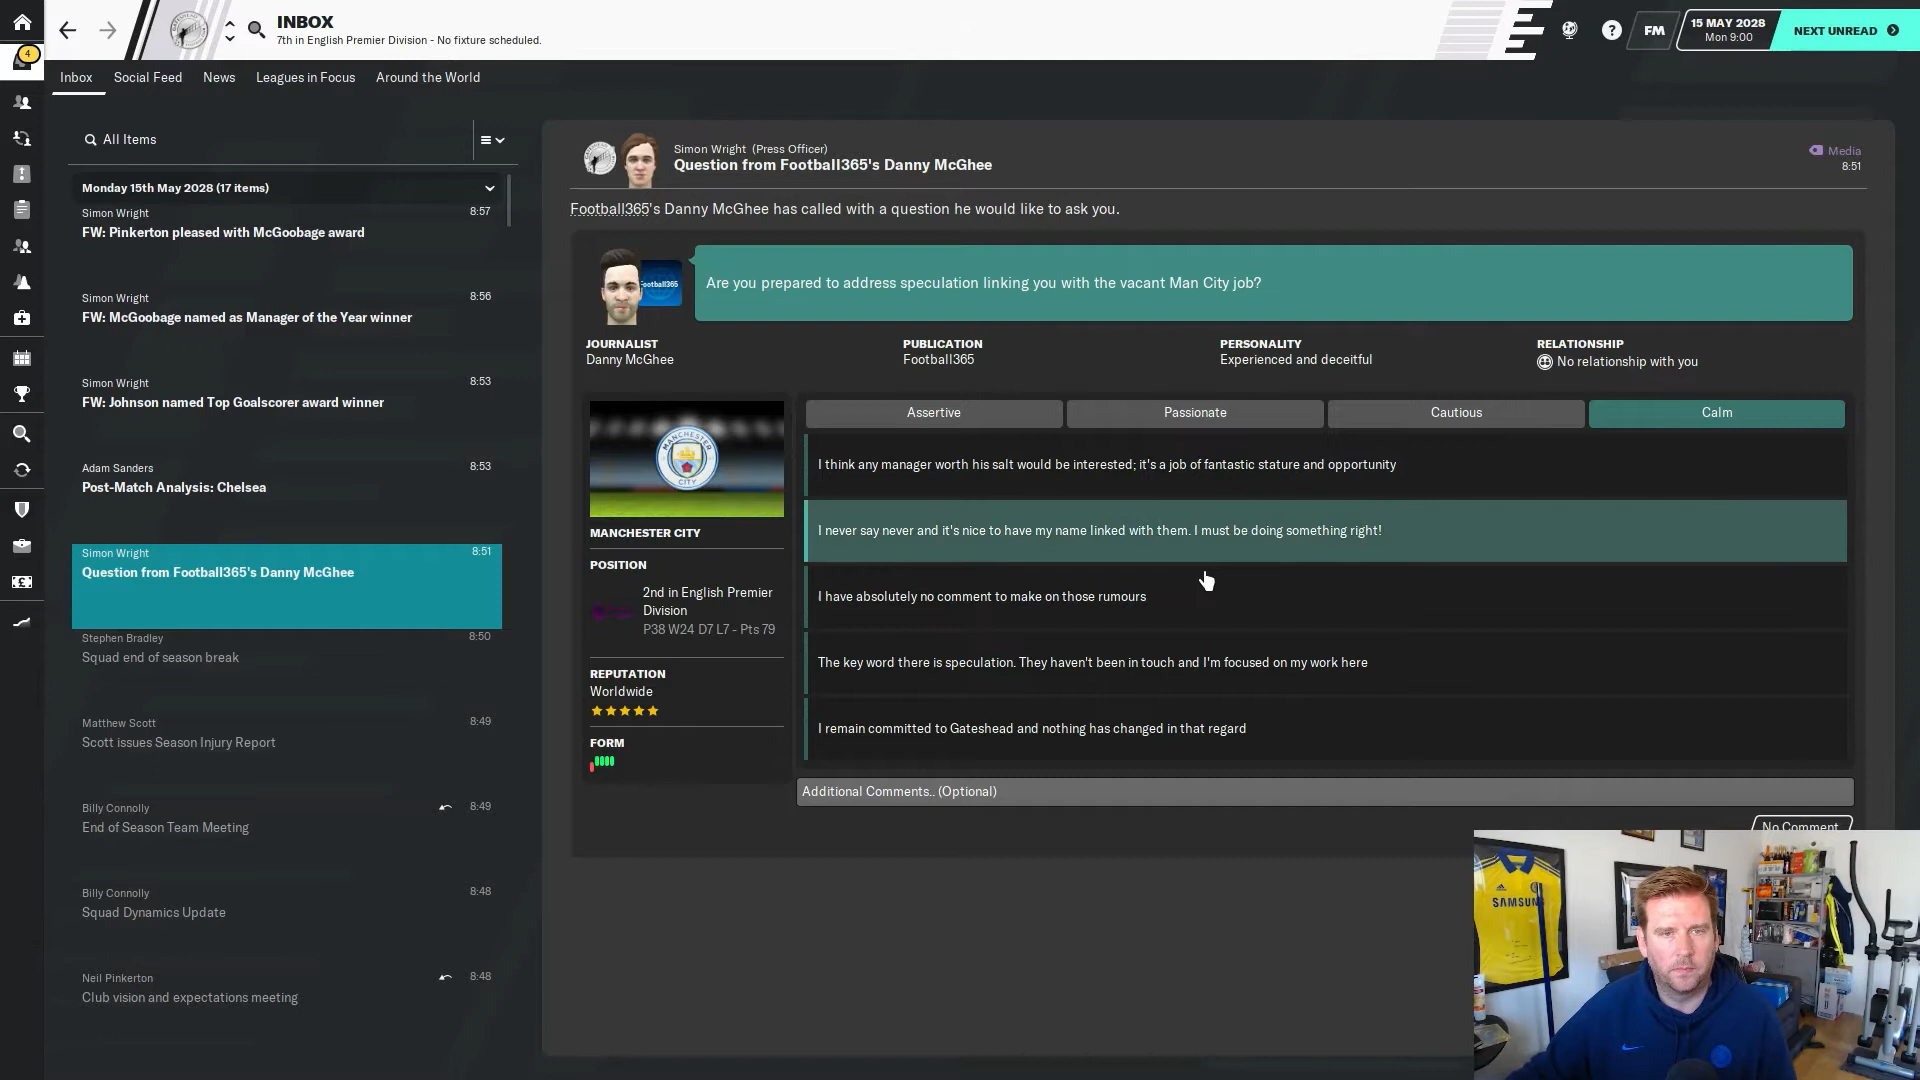 4
INBOX
7th in English Premier Division - No fixture scheduled.
?
FM
15 MAY 2028
Mon 9:00
NEXT UNREAD
Inbox
Social Feed
News
Leagues in Focus
Around the World
All Items
Monday 15th May 2028 (17 items)
Simon Wright
8:57
FW: Pinkerton pleased with McGoobage award
Simon Wright
8:56
FW: McGoobage named as Manager of the Year winner
Simon Wright
8:53
FW: Johnson named Top Goalscorer award winner
Adam Sanders
8:53
Post-Match Analysis: Chelsea
Simon Wright
8:51
Question from Football365's Danny McGhee
Stephen Bradley
8:50
Squad end of season break
Matthew Scott
8:49
Scott issues Season Injury Report
Billy Connolly
8:49
End of Season Team Meeting
Billy Connolly
8:48
Squad Dynamics Update
Neil Pinkerton
8:48
Club vision and expectations meeting
Simon Wright (Press Officer)
Question from Football365's Danny McGhee
Media
8:51
Football365's Danny McGhee has called with a question he would like to ask you.
Football365
Are you prepared to address speculation linking you with the vacant Man City job?
JOURNALIST
Danny McGhee
PUBLICATION
Football365
PERSONALITY
Experienced and deceitful
RELATIONSHIP
No relationship with you
MANCHESTER
CITY
MANCHESTER CITY
POSITION
2nd in English Premier
Division
P38 W24 D7 L7 - Pts 79
REPUTATION
Worldwide
FORM
Assertive
Passionate
Cautious
Calm
I think any manager worth his salt would be interested; it's a job of fantastic stature and opportunity
I never say never and it's nice to have my name linked with them. I must be doing something right!
I have absolutely no comment to make on those rumours
The key word there is speculation. They haven't been in touch and I'm focused on my work here
I remain committed to Gateshead and nothing has changed in that regard
Additional Comments.. (Optional)
No Comment
SAMSUNG